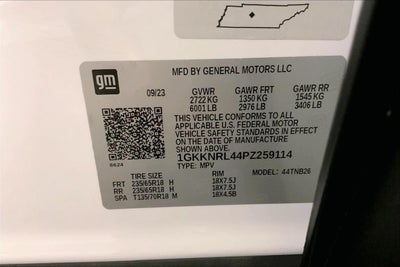 gm
MFD BY GENERAL MOTORS LLC
09/23 GVWR GAWR FRT GAWR RR
2722 KG 1350 KG 1545 KG
6001 LB 2976 LB 3406 LB
THIS VEHICLE CONFORMS TO ALL
APPLICABLE U.S. FEDERAL MOTOR
VEHICLE SAFETY STANDARDS IN EFFECT
ON THE DATE OF MANUFACTURE
SHOWN ABOVE.
1GKKNRL44PZ259114
0624 TYPE: MPV MODEL: 44TNB26
TIRE SIZE RIM
FRT 235/65R18 H 18X7.5J
RR 235/65R18 H 18X7.5J
SPA T135/70R18 M 18X4.5B